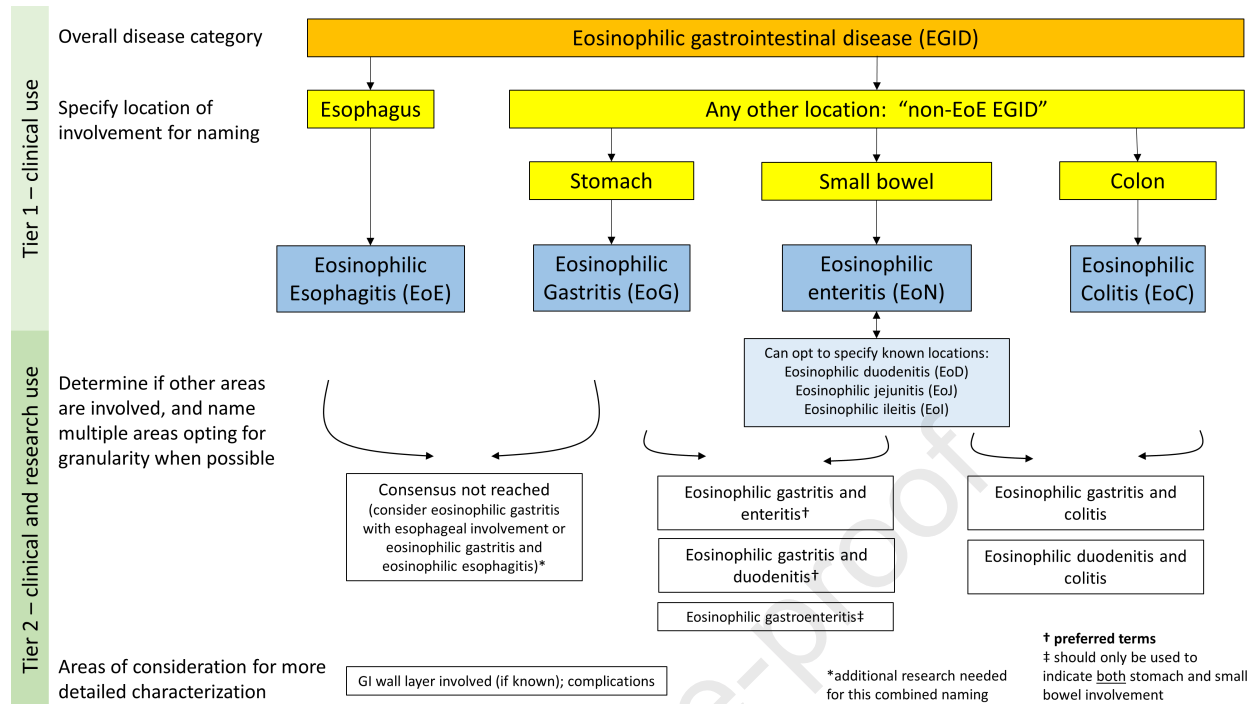 Tier 1 – clinical use
Overall disease category
Eosinophilic gastrointestinal disease (EGID)
Specify location of
involvement for naming
Esophagus
Any other location: “non-EoE EGID”
Stomach
Small bowel
Colon
Eosinophilic
Esophagitis (EoE)
Eosinophilic
Gastritis (EoG)
Eosinophilic
enteritis (EoN)
Eosinophilic
Colitis (EoC)
Tier 2 – clinical and research use
Can opt to specify known locations:
Eosinophilic duodenitis (EoD)
Eosinophilic jejunitis (EoJ)
Eosinophilic ileitis (EoI)
Determine if other areas
are involved, and name
multiple areas opting for
granularity when possible
Consensus not reached
(consider eosinophilic gastritis
with esophageal involvement or
eosinophilic gastritis and
eosinophilic esophagitis)*
Eosinophilic gastritis and
enteritis†
Eosinophilic gastritis and
duodenitis†
Eosinophilic gastroenteritis‡
Eosinophilic gastritis and
colitis
Eosinophilic duodenitis and
colitis
Areas of consideration for more
detailed characterization
GI wall layer involved (if known); complications
*additional research needed
for this combined naming
† preferred terms
‡ should only be used to
indicate both stomach and small
bowel involvement
e-proof